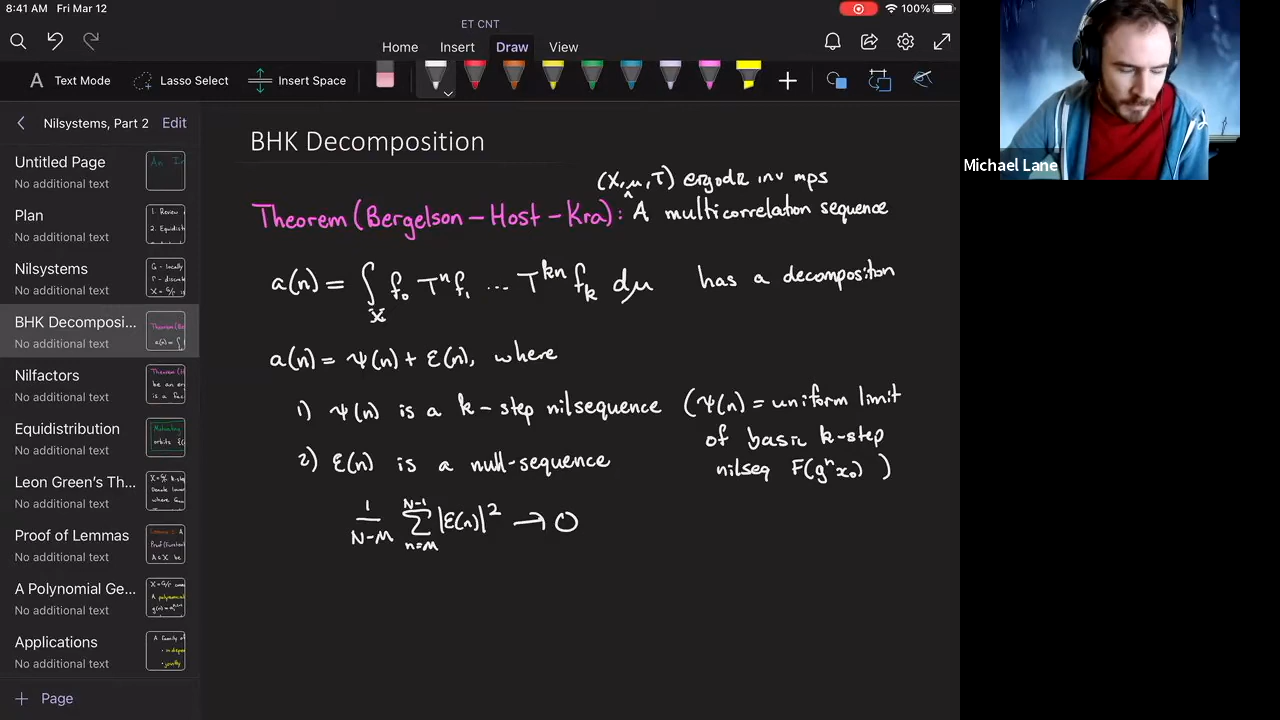 8:41 AM Fri Mar 12
100%
ET CNT
Home Insert Draw View
Text Mode
Lasso Select
Insert Space
Nilsystems, Part 2 Edit
Untitled Page
No additional text
Plan
No additional text
Nilsystems
No additional text
BHK Decomposi...
No additional text
Nilfactors
No additional text
Equidistribution
No additional text
Leon Green's Th...
No additional text
Proof of Lemmas
No additional text
A Polynomial Ge...
No additional text
Applications
No additional text
+ Page
BHK Decomposition
(X, μ, T) ergodic inv mps
Theorem (Bergelson – Host – Kra): A multicorrelation sequence
a(n) = ∫_X f₀ Tⁿf₁ ... T^{kn} f_k dμ has a decomposition
a(n) = ψ(n) + ε(n), where
1) ψ(n) is a k-step nilsequence (ψ(n) = uniform limit
of basic k-step
nilseq F(gⁿx₀) )
2) ε(n) is a null-sequence
1/(N-M) Σ_{n=M}^{N-1} |ε(n)|² → 0
Michael Lane